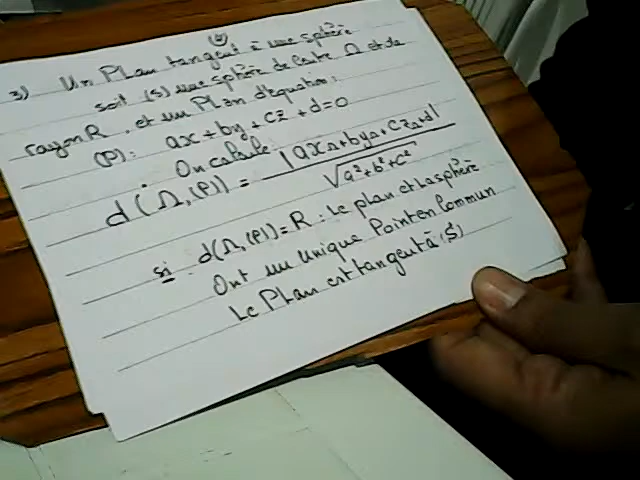 3) Un Plan tangent à une sphère
soit (S) une sphère de centre Ω et de
rayon R, et un Plan d'équation:
(P): ax + by + cz + d = 0
On calcule
d(Ω,(P)) = |axΩ + byΩ + czΩ + d| / √a²+b²+c²
si: d(Ω,(P)) = R: le plan et la sphère
Ont un unique Point en Commun
Le Plan est tangent à (S)